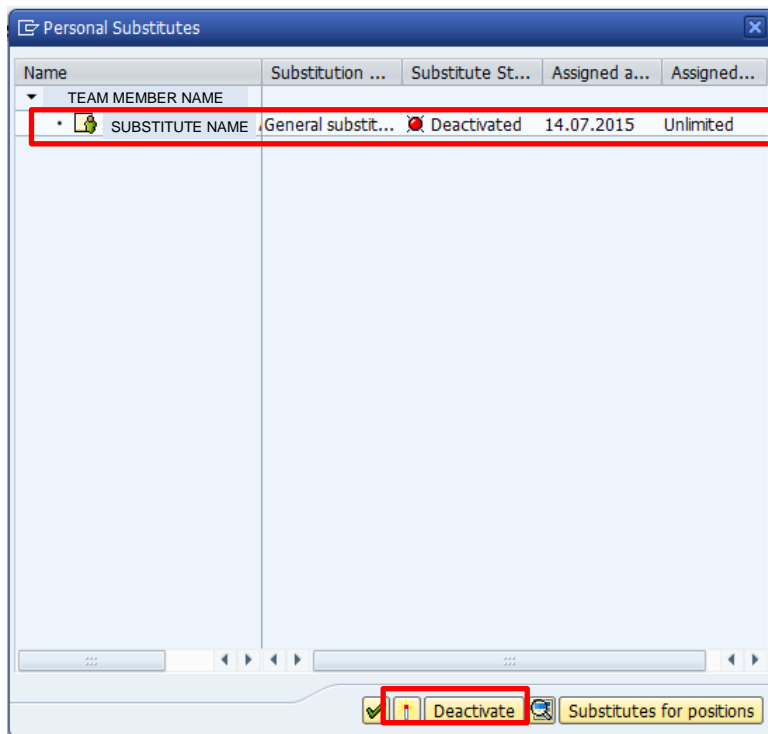 Personal Substitutes
Name Substitution ... Substitute St... Assigned a... Assigned...
TEAM MEMBER NAME
SUBSTITUTE NAME General substit... Deactivated 14.07.2015 Unlimited
Deactivate Substitutes for positions